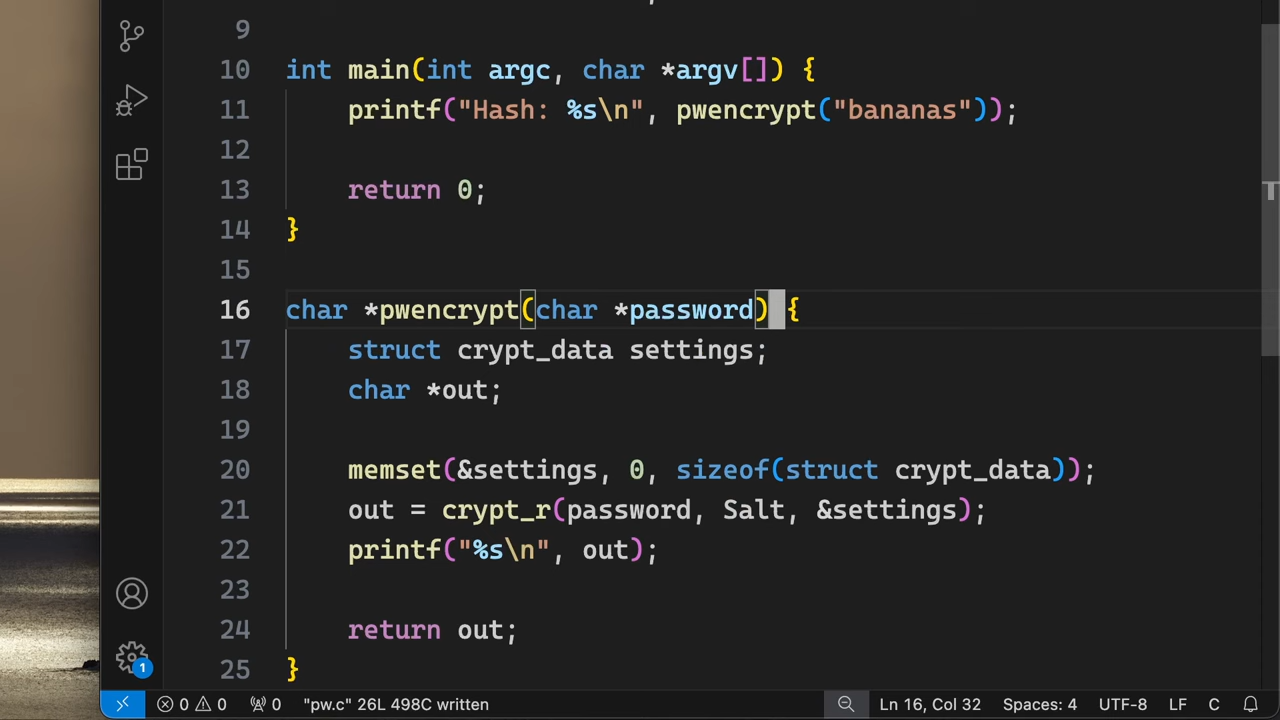 9
10 int main(int argc, char *argv[]) {
11     printf("Hash: %s\n", pwencrypt("bananas"));
12
13     return 0;
14 }
15
16 char *pwencrypt(char *password) {
17     struct crypt_data settings;
18     char *out;
19
20     memset(&settings, 0, sizeof(struct crypt_data));
21     out = crypt_r(password, Salt, &settings);
22     printf("%s\n", out);
23
24     return out;
25 }
1
0 0 0 "pw.c" 26L 498C written Ln 16, Col 32 Spaces: 4 UTF-8 LF C